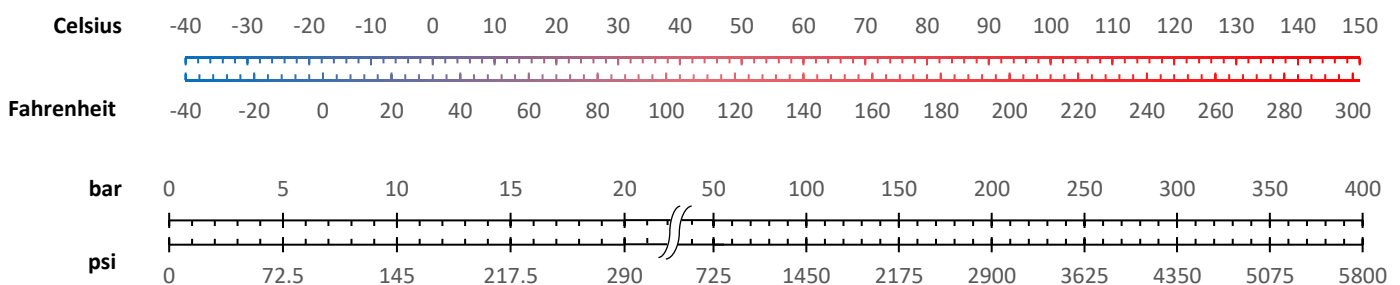 Celsius -40 -30 -20 -10 0 10 20 30 40 50 60 70 80 90 100 110 120 130 140 150
Fahrenheit -40 -20 0 20 40 60 80 100 120 140 160 180 200 220 240 260 280 300
bar 0 5 10 15 20 50 100 150 200 250 300 350 400
psi 0 72.5 145 217.5 290 725 1450 2175 2900 3625 4350 5075 5800